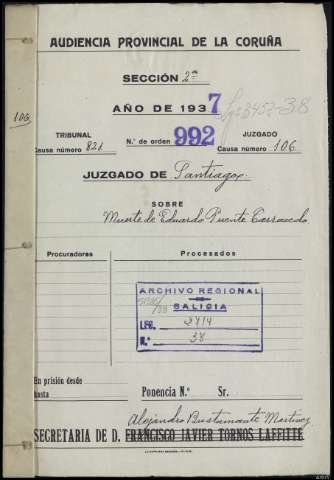 AUDIENCIA PROVINCIAL DE LA CORUÑA
SECCIÓN 2ª
AÑO DE 1937
106
TRIBUNAL
Causa número 821
N.º de orden 992
JUZGADO
Causa número 106
JUZGADO DE Santiago
SOBRE
Muerte de Eduardo Puente Carracedo
Procuradores
Procesados
ARCHIVO REGIONAL
GALICIA
LEG. 2414
N.º 38
En prisión desde
hasta
Ponencia N.º Sr.
Alejandro Bustamante Martinez
SECRETARIA DE D. FRANCISCO JAVIER TORNOS LAFFITTE